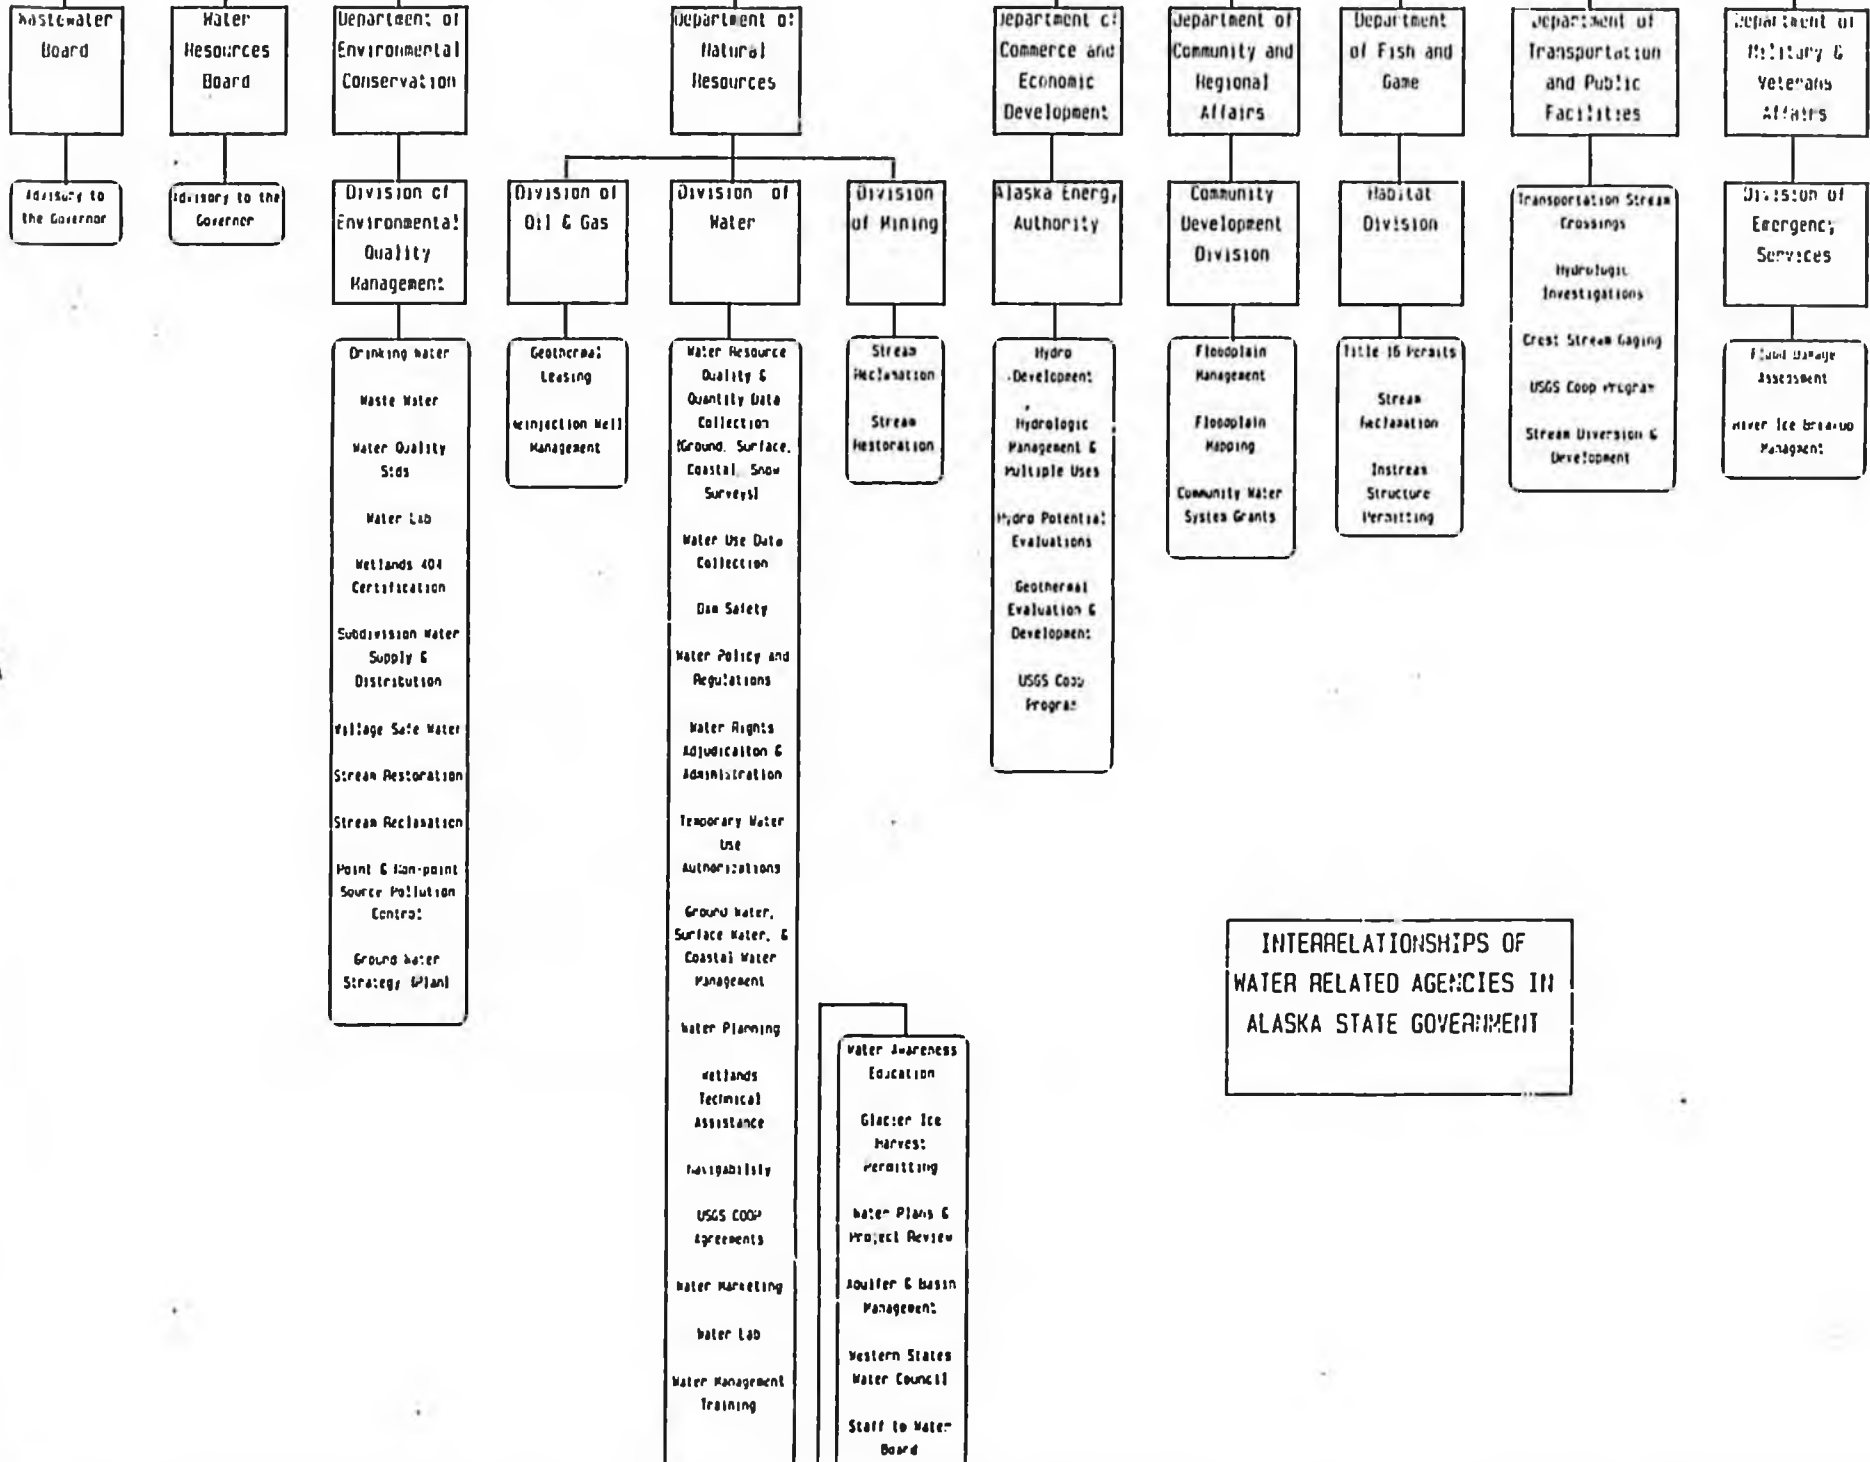 Wastewater
Board
Water
Resources
Board
Department of
Environmental
Conservation
Department of
Natural
Resources
Department of
Commerce and
Economic
Development
Department of
Community and
Regional
Affairs
Department
of Fish and
Game
Department of
Transportation
and Public
Facilities
Department of
Military &
Veterans
Affairs
Advisory to
the Governor
Advisory to the
Governor
Division of
Environmental
Quality
Management
Division of
Oil & Gas
Division of
Water
Division
of Mining
Alaska Energy
Authority
Community
Development
Division
Habitat
Division
Transportation Stream
Crossings
Hydrologic
Investigations
Crest Stream Gaging
USGS Coop Program
Stream Diversion &
Development
Division of
Emergency
Services
Drinking Water
Waste Water
Water Quality
Stds
Water Lab
Wetlands 404
Certification
Subdivision Water
Supply &
Distribution
Village Safe Water
Stream Restoration
Stream Reclamation
Point & Non-point
Source Pollution
Control
Ground Water
Strategy (Plan)
Geothermal
Leasing
Reinjection Well
Management
Water Resource
Quality &
Quantity Data
Collection
(Ground, Surface,
Coastal, Snow
Surveys)
Water Use Data
Collection
Dam Safety
Water Policy and
Regulations
Water Rights
Adjudicaiton &
Administration
Temporary Water
Use
Authorizations
Ground Water,
Surface Water, &
Coastal Water
Management
Water Planning
Wetlands
Technical
Assistance
Navigability
USGS COOP
Agreements
Water Marketing
Water Lab
Water Management
Training
Stream
Reclamation
Stream
Restoration
Hydro
Development
Hydrologic
Management &
Multiple Uses
Hydro Potential
Evaluations
Geothermal
Evaluation &
Development
USGS Coop
Program
Floodplain
Management
Floodplain
Mapping
Community Water
System Grants
Title 16 Permits
Stream
Reclamation
Instream
Structure
Permitting
Flood Damage
Assessment
River Ice Breakup
Managment
Water Awareness
Education
Glacier Ice
Harvest
Permitting
Water Plans &
Project Review
Aquifer & Basin
Management
Western States
Water Council
Staff to Water
Board
INTERRELATIONSHIPS OF
WATER RELATED AGENCIES IN
ALASKA STATE GOVERNMENT